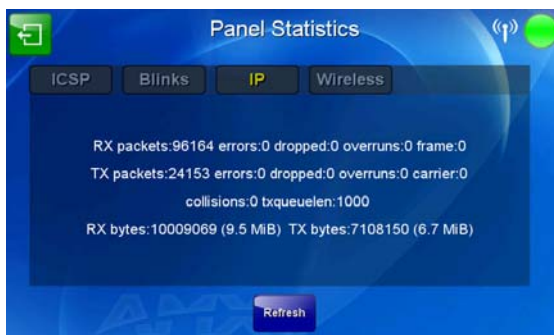 Panel Statistics
ICSP Blinks IP Wireless
RX packets:96164 errors:0 dropped:0 overruns:0 frame:0
TX packets:24153 errors:0 dropped:0 overruns:0 carrier:0
collisions:0 txqueuelen:1000
RX bytes:10009069 (9.5 MiB) TX bytes:7108150 (6.7 MiB)
AMX
Refresh